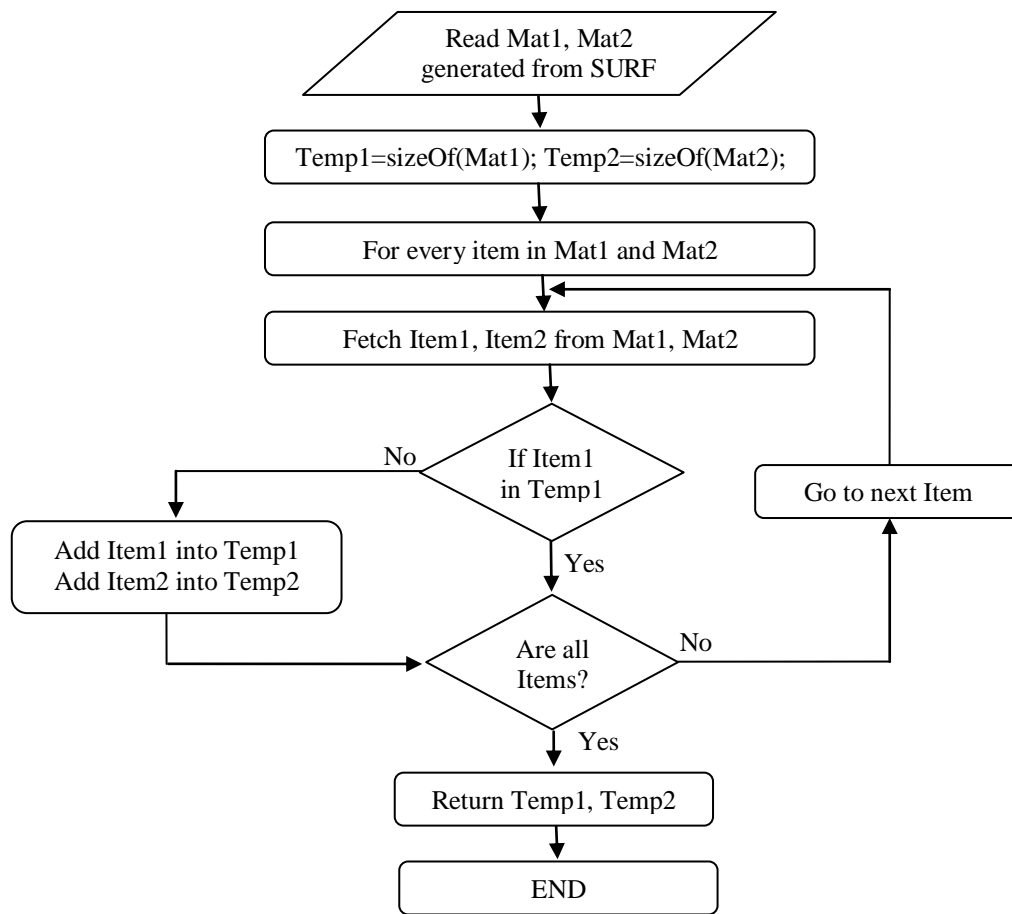 Read Mat1, Mat2
generated from SURF
Temp1=sizeOf(Mat1); Temp2=sizeOf(Mat2);
For every item in Mat1 and Mat2
Fetch Item1, Item2 from Mat1, Mat2
No
If Item1
in Temp1
Go to next Item
Add Item1 into Temp1
Add Item2 into Temp2
Yes
Are all
Items?
No
Yes
Return Temp1, Temp2
END